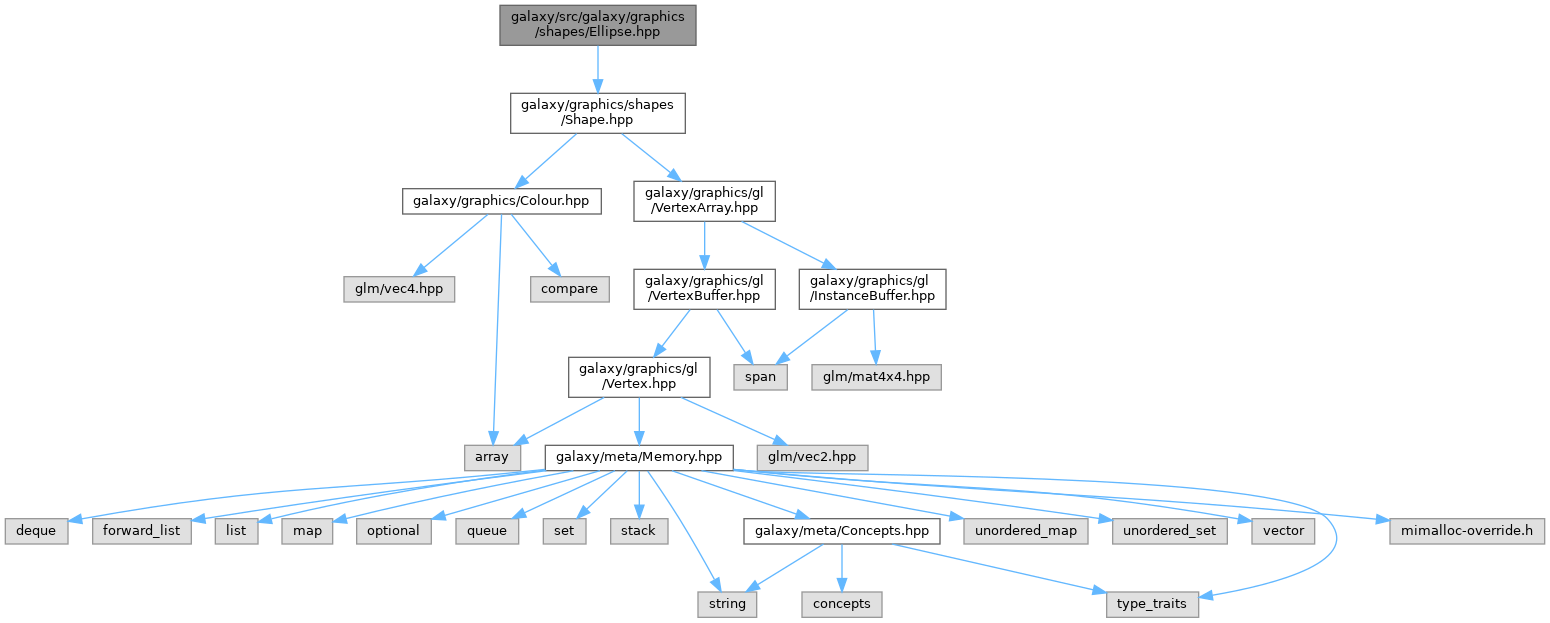 galaxy/src/galaxy/graphics
/shapes/Ellipse.hpp
galaxy/graphics/shapes
/Shape.hpp
galaxy/graphics/Colour.hpp
galaxy/graphics/gl
/VertexArray.hpp
glm/vec4.hpp
compare
galaxy/graphics/gl
/VertexBuffer.hpp
galaxy/graphics/gl
/InstanceBuffer.hpp
galaxy/graphics/gl
/Vertex.hpp
span
glm/mat4x4.hpp
array
galaxy/meta/Memory.hpp
glm/vec2.hpp
deque
forward_list
list
map
optional
queue
set
stack
galaxy/meta/Concepts.hpp
unordered_map
unordered_set
vector
mimalloc-override.h
string
concepts
type_traits